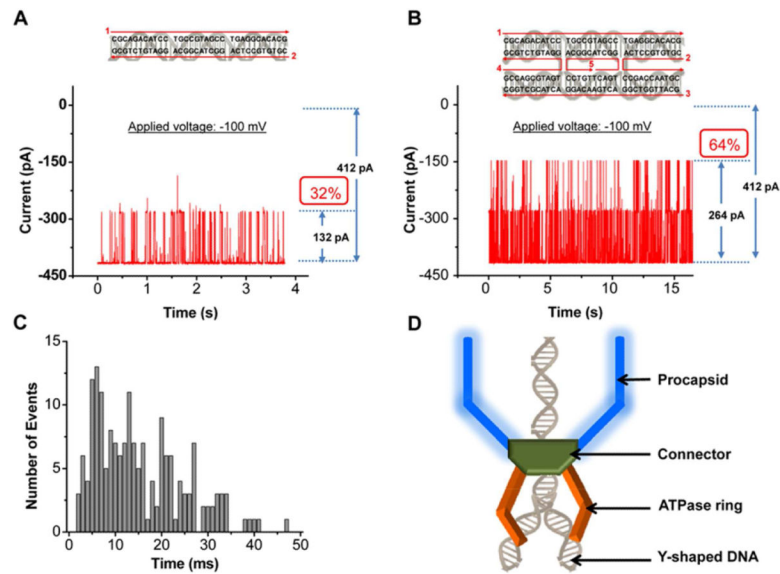 A
1
CGCAGACATCC TGCCGTAGCC TGAGGCACACG
GCGTCTGTAGG ACGGCATCGG ACTCCGTGTGC
2
0
-150
-300
-450
Current (pA)
Applied voltage: -100 mV
32%
412 pA
132 pA
0 1 2 3 4
Time (s)
B
1
CGCAGACATCC TGCCGTAGCC TGAGGCACACG
GCGTCTGTAGG ACGGCATCGG ACTCCGTGTGC
2
5
4
GCCAGCGTAGT CCTGTTCAGT CCGACCAATGC
CGGTCGCATCA GGACAAGTCA GGCTGGTTACG
3
0
-150
-300
-450
Current (pA)
Applied voltage: -100 mV
64%
412 pA
264 pA
0 5 10 15
Time (s)
C
15
10
5
0
Number of Events
0 10 20 30 40 50
Time (ms)
D
Procapsid
Connector
ATPase ring
Y-shaped DNA